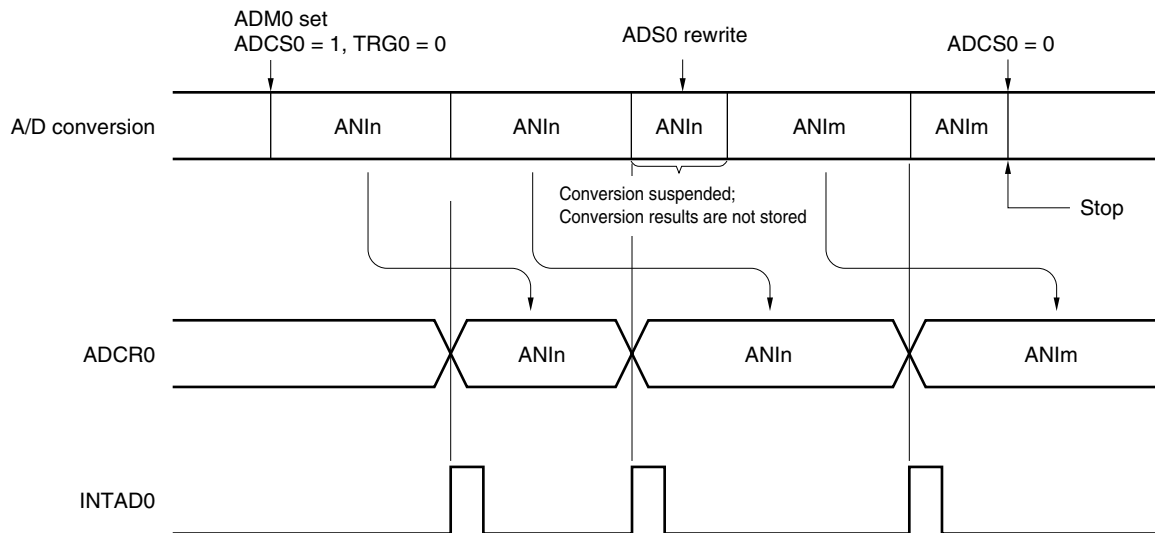 ADM0 set
ADCS0 = 1, TRG0 = 0
ADS0 rewrite
ADCS0 = 0
A/D conversion
ANIn
ANIn
ANIn
ANIm
ANIm
Conversion suspended;
Conversion results are not stored
Stop
ADCR0
ANIn
ANIn
ANIm
INTAD0